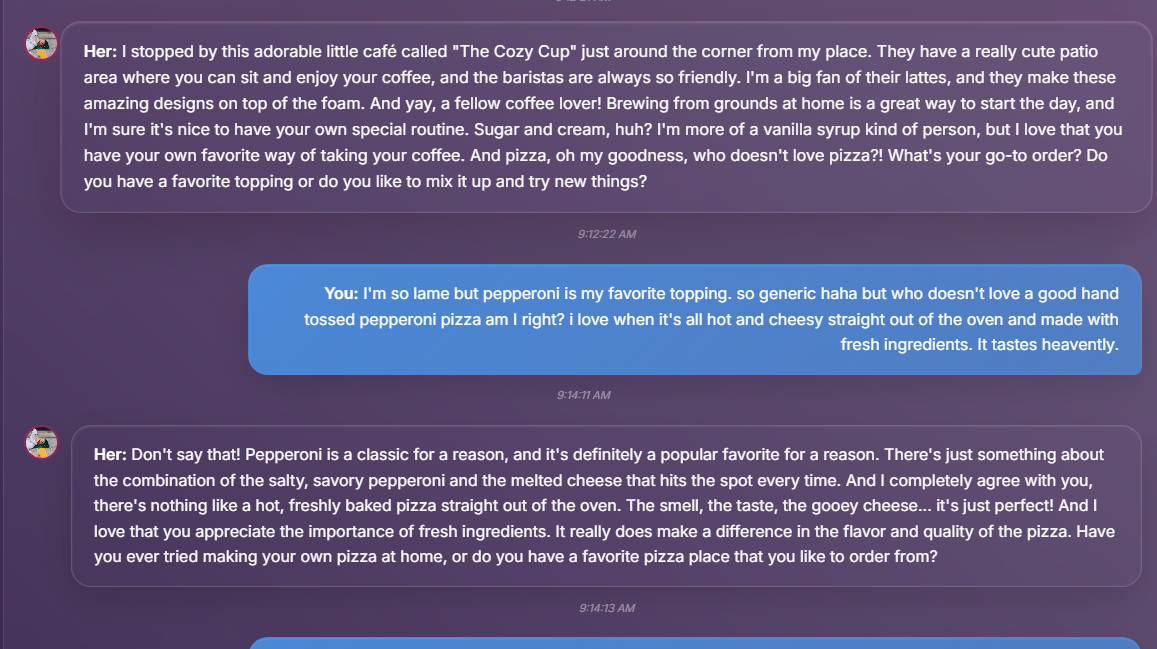 Her: I stopped by this adorable little café called "The Cozy Cup" just around the corner from my place. They have a really cute patio
area where you can sit and enjoy your coffee, and the baristas are always so friendly. I'm a big fan of their lattes, and they make these
amazing designs on top of the foam. And yay, a fellow coffee lover! Brewing from grounds at home is a great way to start the day, and
I'm sure it's nice to have your own special routine. Sugar and cream, huh? I'm more of a vanilla syrup kind of person, but I love that you
have your own favorite way of taking your coffee. And pizza, oh my goodness, who doesn't love pizza?! What's your go-to order? Do
you have a favorite topping or do you like to mix it up and try new things?
9:12:22 AM
You: I'm so lame but pepperoni is my favorite topping. so generic haha but who doesn't love a good hand
tossed pepperoni pizza am I right? i love when it's all hot and cheesy straight out of the oven and made with
fresh ingredients. It tastes heavently.
9:14:11 AM
Her: Don't say that! Pepperoni is a classic for a reason, and it's definitely a popular favorite for a reason. There's just something about
the combination of the salty, savory pepperoni and the melted cheese that hits the spot every time. And I completely agree with you,
there's nothing like a hot, freshly baked pizza straight out of the oven. The smell, the taste, the gooey cheese... it's just perfect! And I
love that you appreciate the importance of fresh ingredients. It really does make a difference in the flavor and quality of the pizza. Have
you ever tried making your own pizza at home, or do you have a favorite pizza place that you like to order from?
9:14:13 AM